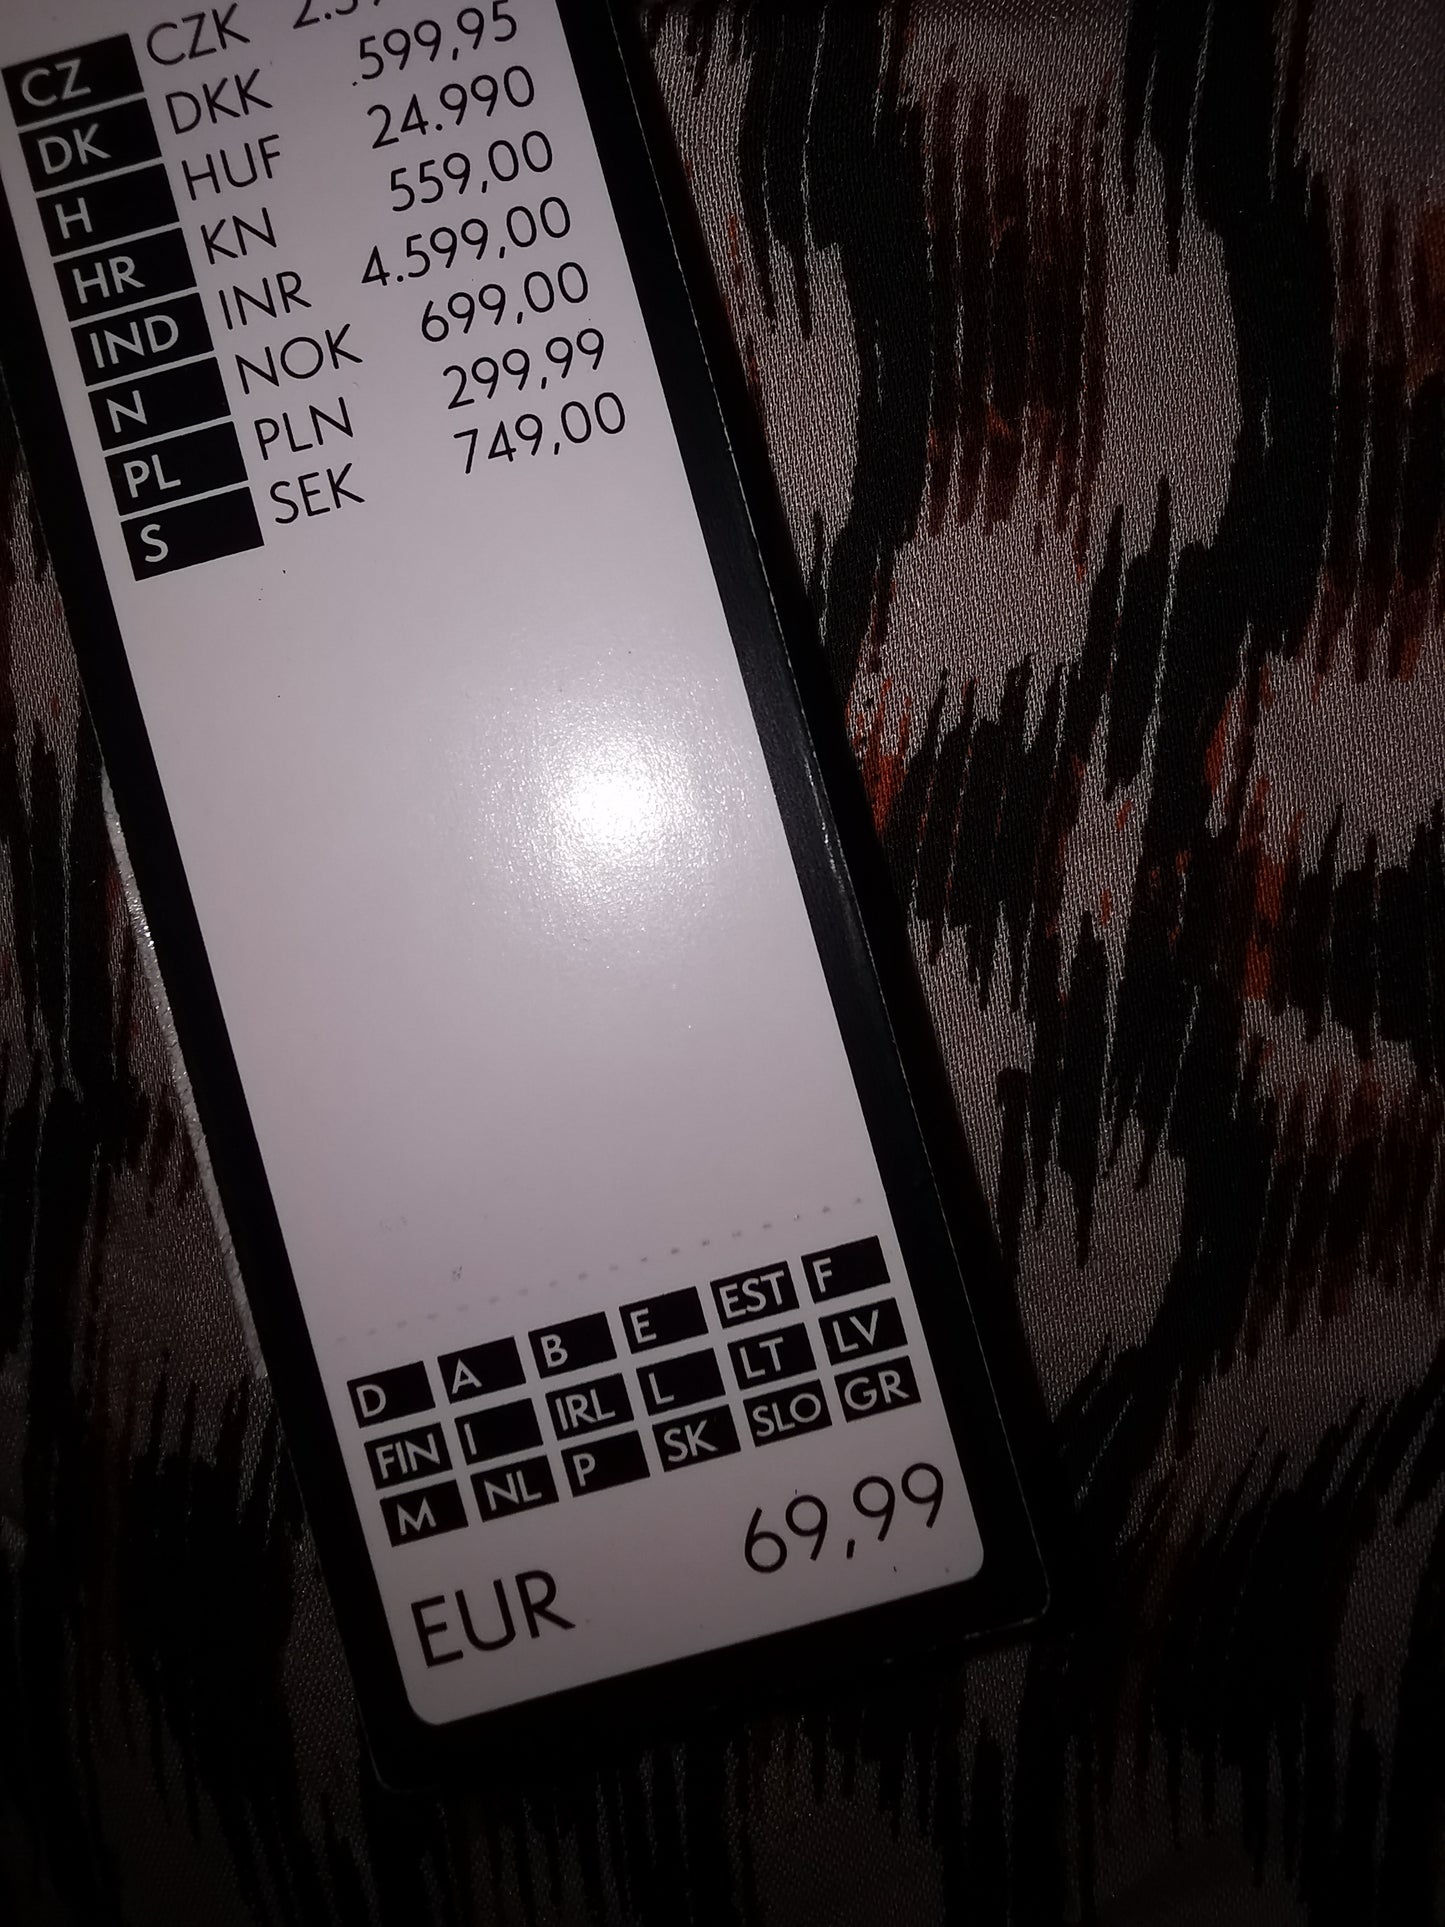 CZ CZK
DK DKK 599,95
H HUF 24.990
HR KN 559,00
IND INR 4.599,00
N NOK 699,00
PL PLN 299,99
S SEK 749,00
D A B E EST F
FIN I IRL L LT LV
M NL P SK SLO GR
EUR 69,99